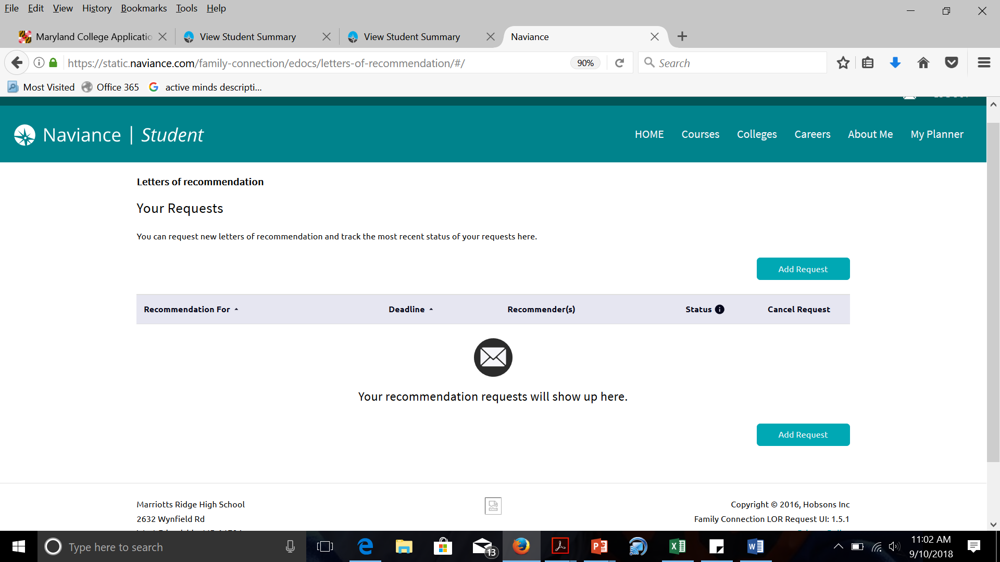 File Edit View History Bookmarks Tools Help
Maryland College Applicatio
View Student Summary
View Student Summary
Naviance
https://static.naviance.com/family-connection/edocs/letters-of-recommendation/#/
90%
Search
Most Visited
Office 365
active minds descripti...
Naviance | Student
HOME Courses Colleges Careers About Me My Planner
Letters of recommendation
Your Requests
You can request new letters of recommendation and track the most recent status of your requests here.
Add Request
Recommendation For Deadline Recommender(s) Status Cancel Request
Your recommendation requests will show up here.
Add Request
Marriotts Ridge High School
2632 Wynfield Rd
Copyright © 2016, Hobsons Inc
Family Connection LOR Request UI: 1.5.1
Type here to search
13
11:02 AM
9/10/2018